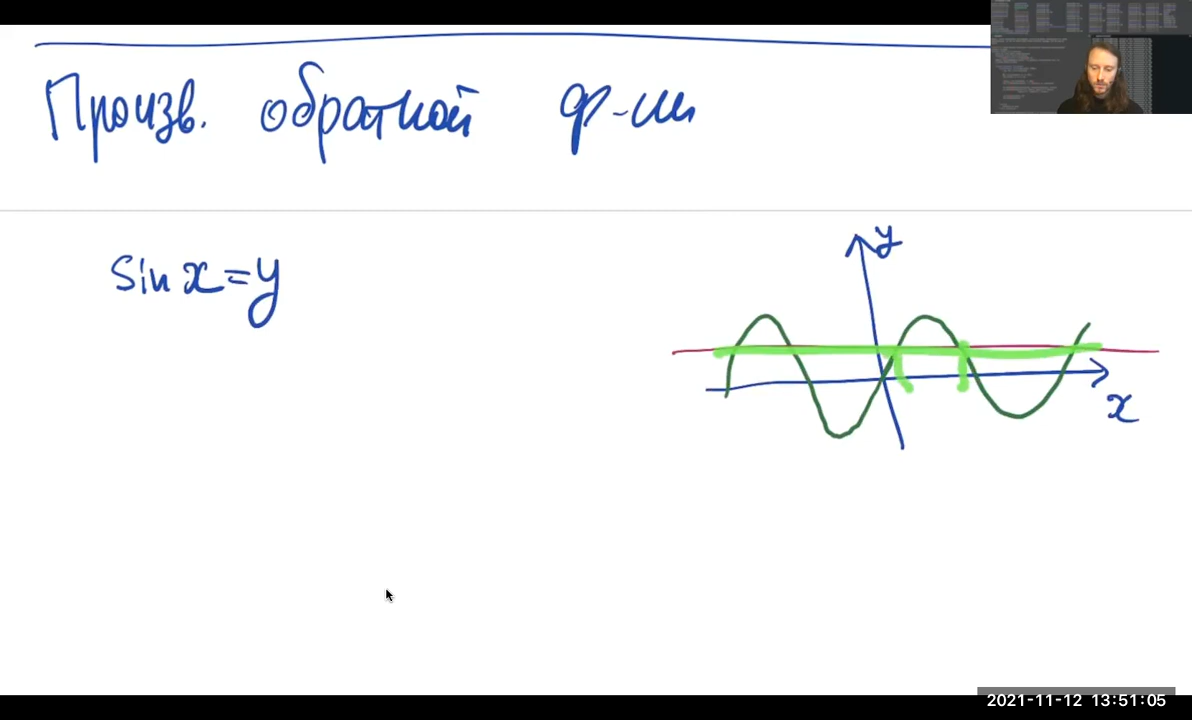 Произв. обратной ф-ии
sin x = y
y
x
2021-11-12 13:51:05